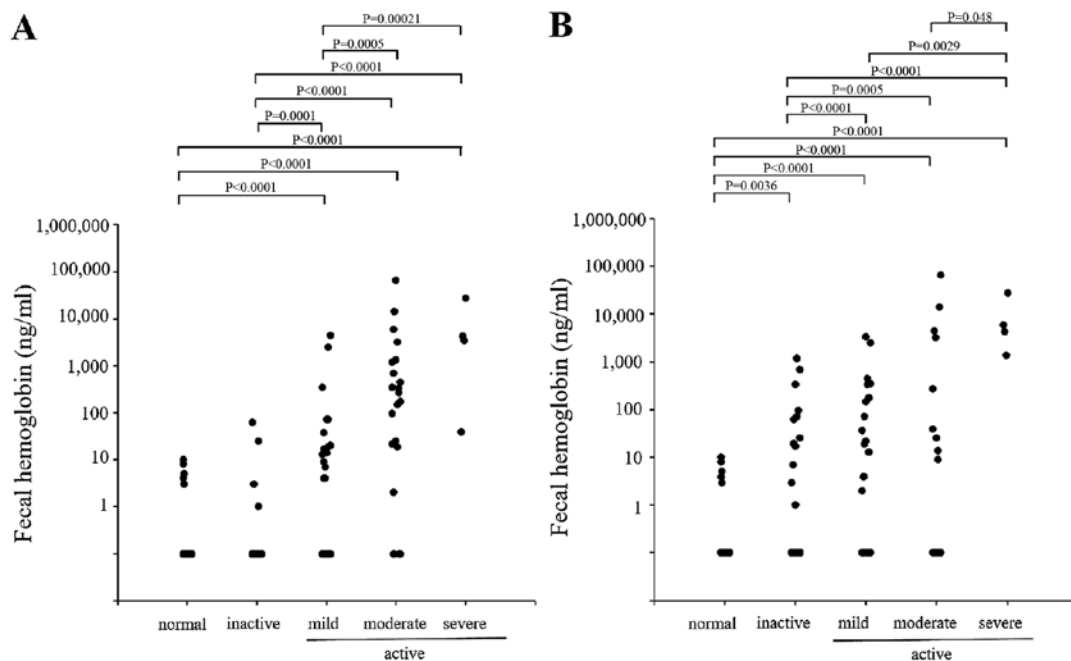 A
P=0.00021
P=0.0005
P<0.0001
P<0.0001
P=0.0001
P<0.0001
P<0.0001
P<0.0001
Fecal hemoglobin (ng/ml)
1,000,000
100,000
10,000
1,000
100
10
1
normal inactive mild moderate severe
active
B
P=0.048
P=0.0029
P<0.0001
P=0.0005
P<0.0001
P<0.0001
P<0.0001
P<0.0001
P=0.0036
Fecal hemoglobin (ng/ml)
1,000,000
100,000
10,000
1,000
100
10
1
normal inactive mild moderate severe
active